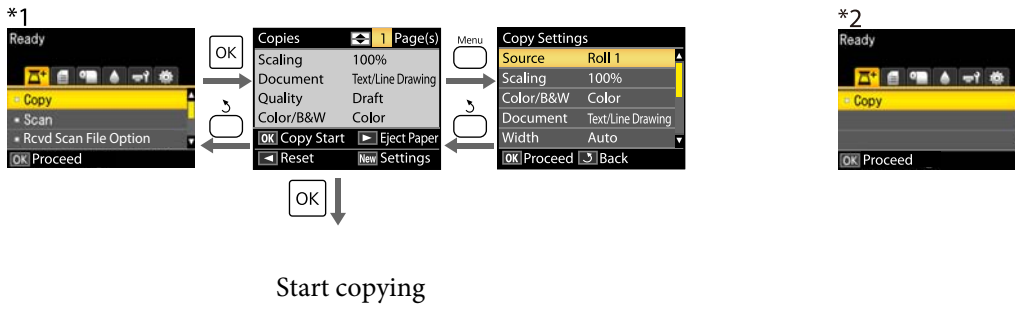 *1
Ready
Copy
Scan
Rcvd Scan File Option
OK Proceed
OK
Copies 1 Page(s)
Scaling 100%
Document Text/Line Drawing
Quality Draft
Color/B&W Color
OK Copy Start Eject Paper
Reset New Settings
Menu
Copy Settings
Source Roll 1
Scaling 100%
Color/B&W Color
Document Text/Line Drawing
Width Auto
OK Proceed Back
*2
Ready
Copy
OK Proceed
OK
Start copying